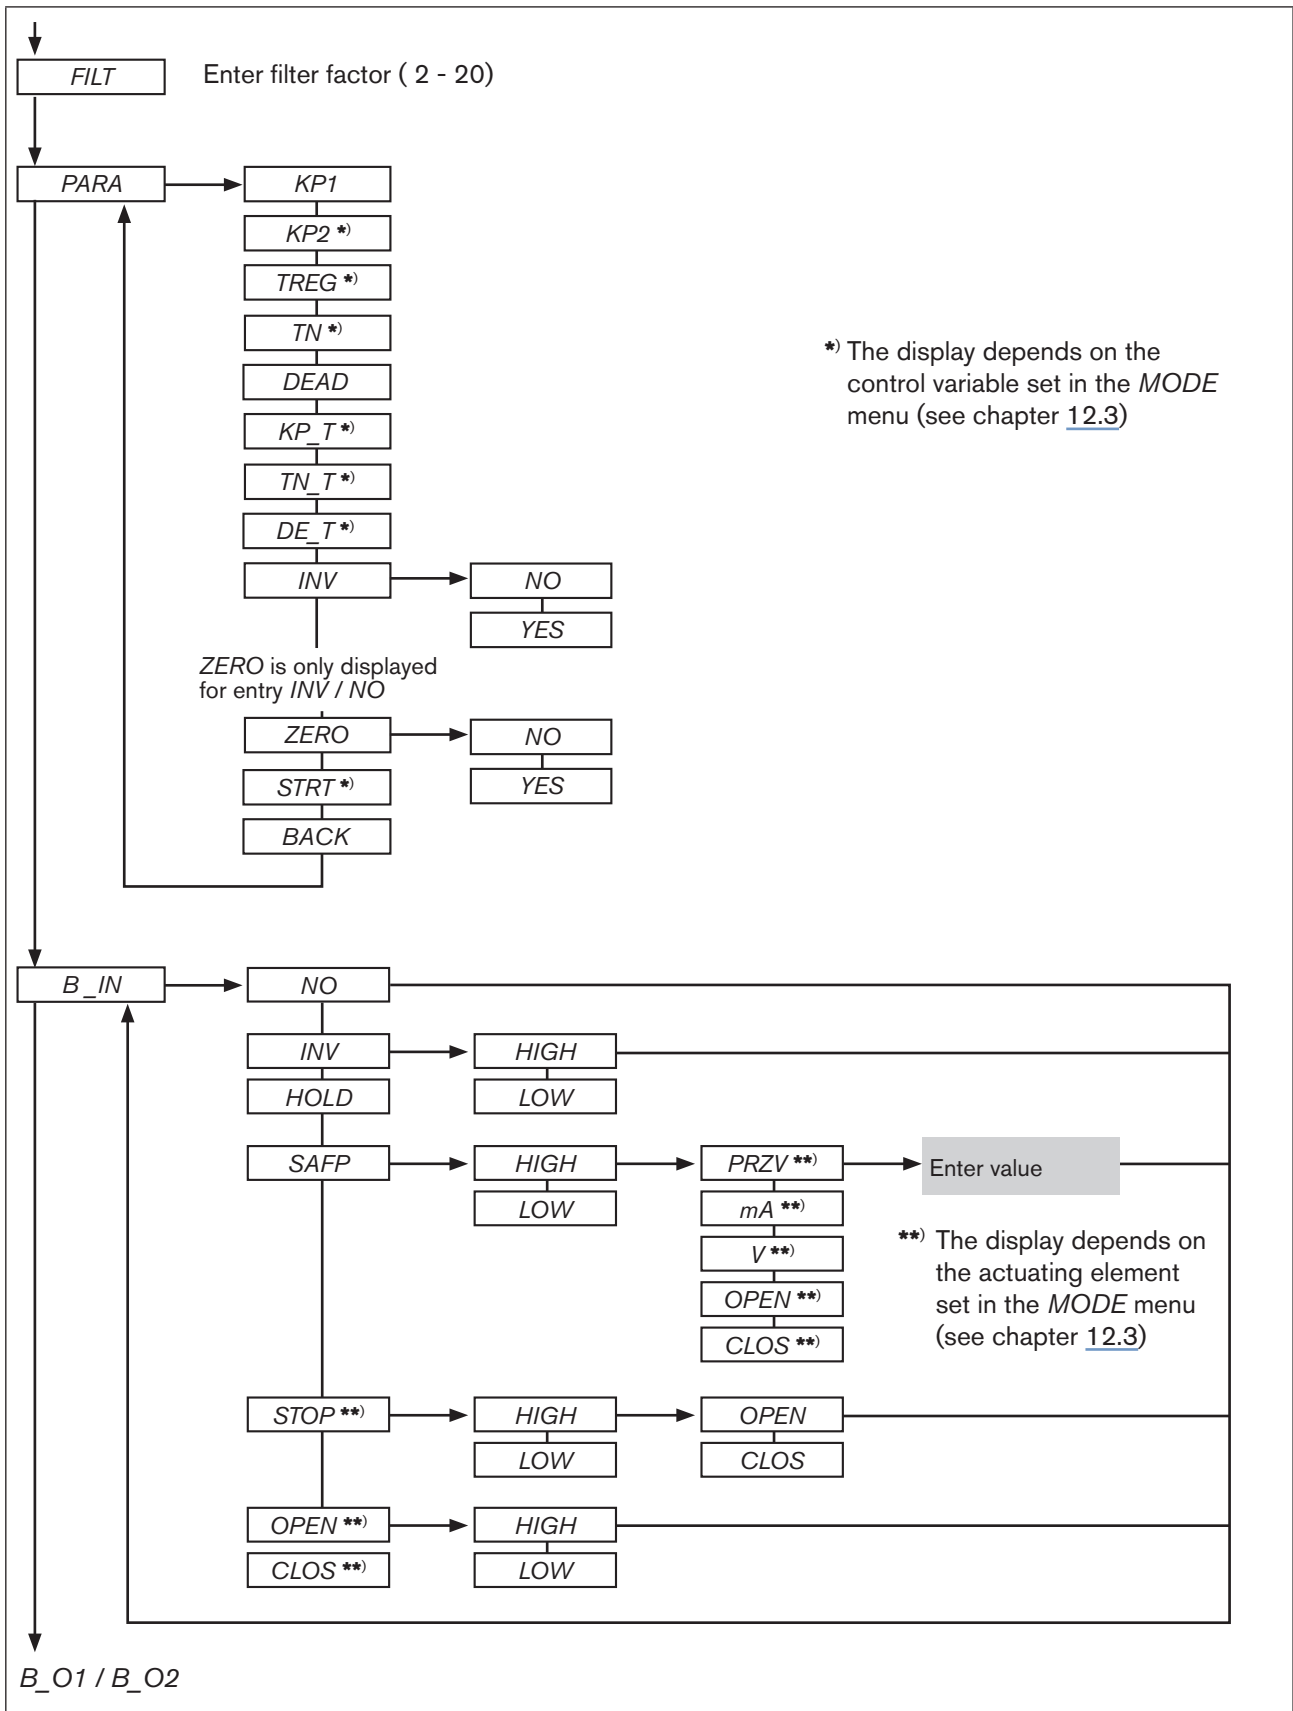 FILT
Enter filter factor ( 2 - 20)
PARA
KP1
KP2 *)
TREG *)
TN *)
DEAD
KP_T *)
TN_T *)
DE_T *)
*) The display depends on the
control variable set in the MODE
menu (see chapter 12.3)
INV
NO
YES
ZERO is only displayed
for entry INV / NO
ZERO
NO
YES
STRT *)
BACK
B_IN
NO
INV
HIGH
HOLD
LOW
SAFP
HIGH
PRZV **)
Enter value
LOW
mA **)
V **)
OPEN **)
CLOS **)
**) The display depends on
the actuating element
set in the MODE menu
(see chapter 12.3)
STOP **)
HIGH
OPEN
LOW
CLOS
OPEN **)
HIGH
CLOS **)
LOW
B_O1 / B_O2